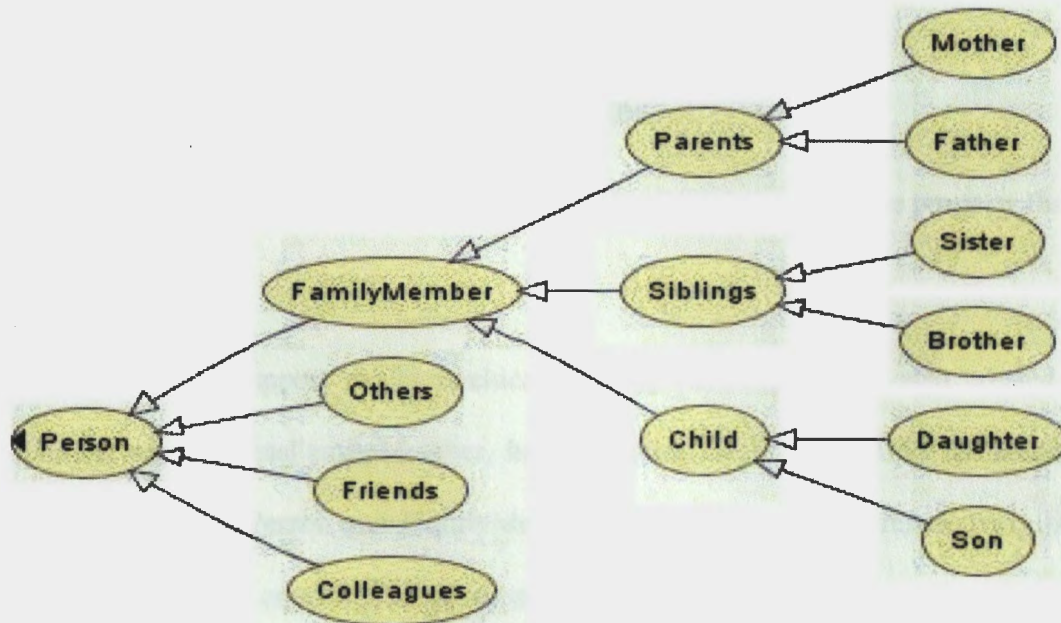 Mother
Parents
Father
Sister
FamilyMember
Siblings
Brother
Others
Person
Child
Daughter
Friends
Son
Colleagues